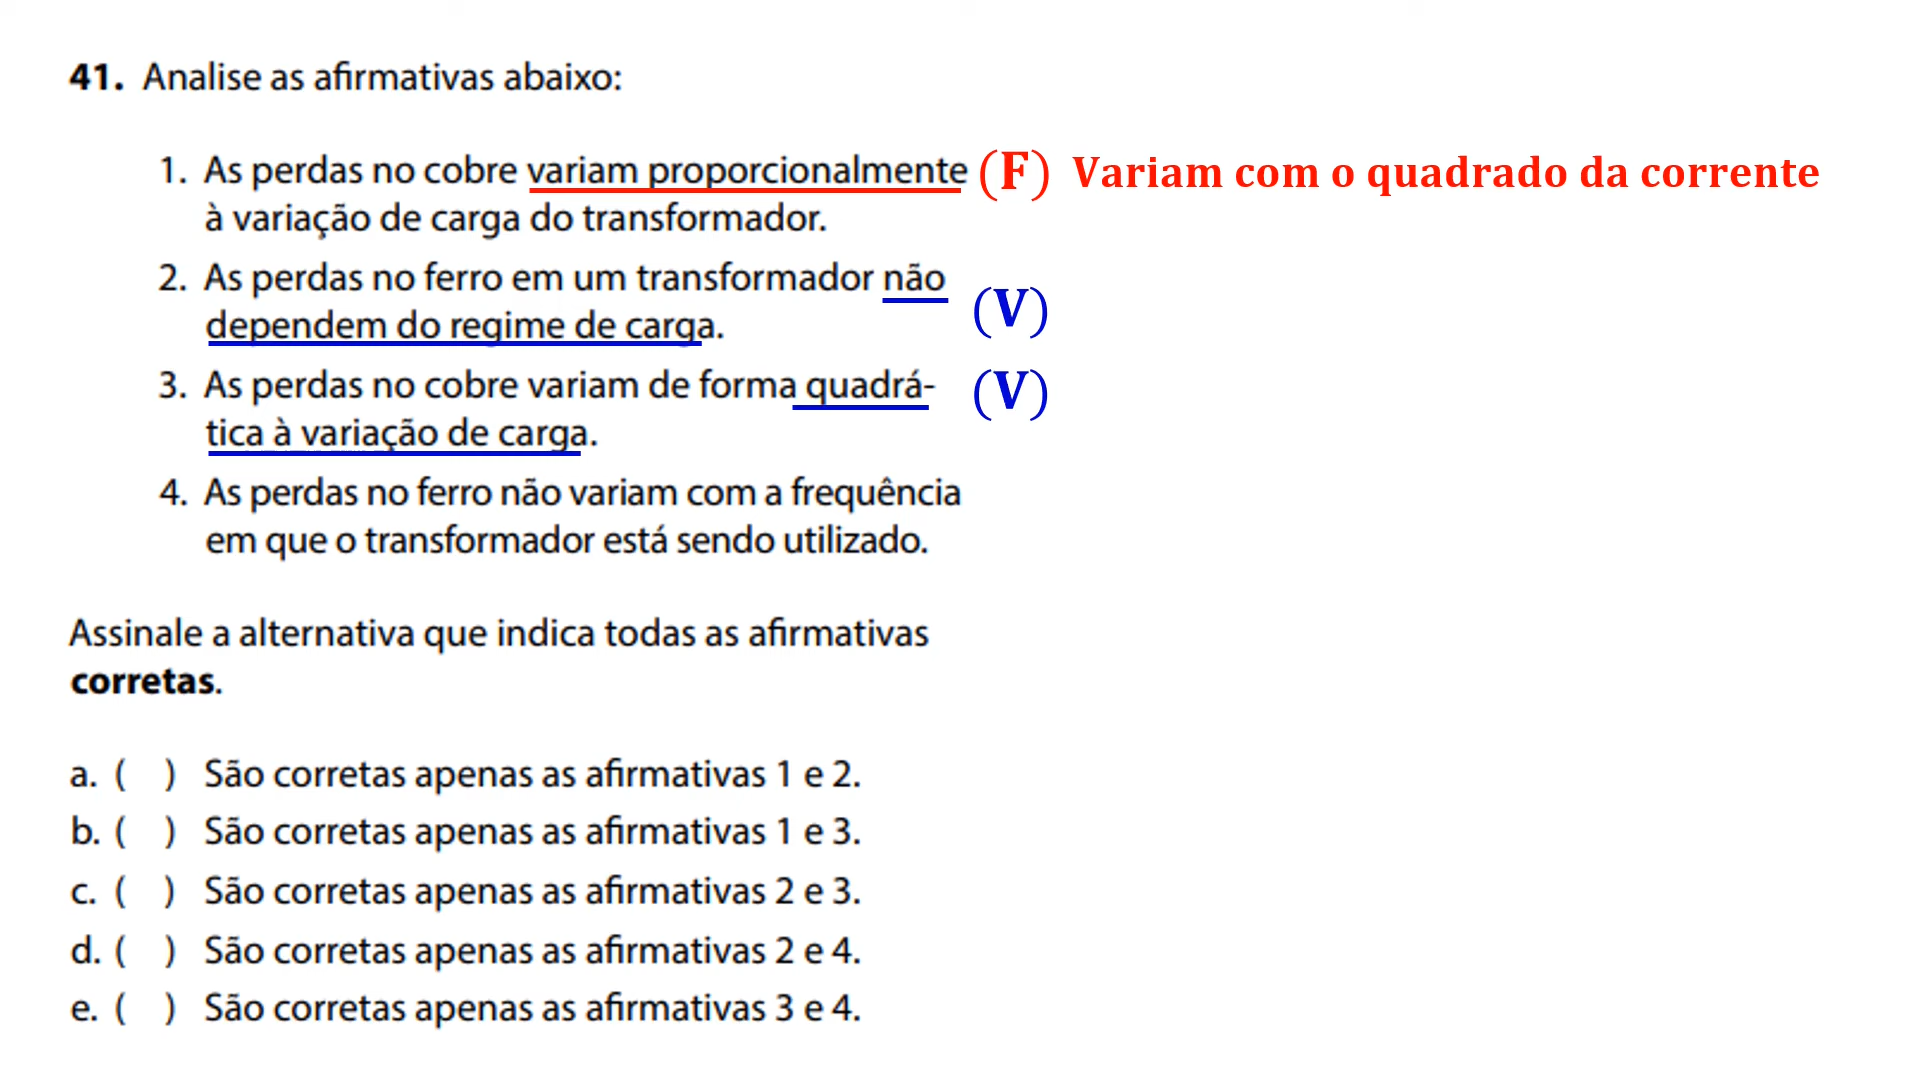 41. Analise as afirmativas abaixo:
1. As perdas no cobre variam proporcionalmente (F) Variam com o quadrado da corrente
à variação de carga do transformador.
2. As perdas no ferro em um transformador não
dependem do regime de carga. (V)
3. As perdas no cobre variam de forma quadrá- (V)
tica à variação de carga.
4. As perdas no ferro não variam com a frequência
em que o transformador está sendo utilizado.
Assinale a alternativa que indica todas as afirmativas
corretas.
a. ( ) São corretas apenas as afirmativas 1 e 2.
b. ( ) São corretas apenas as afirmativas 1 e 3.
c. ( ) São corretas apenas as afirmativas 2 e 3.
d. ( ) São corretas apenas as afirmativas 2 e 4.
e. ( ) São corretas apenas as afirmativas 3 e 4.